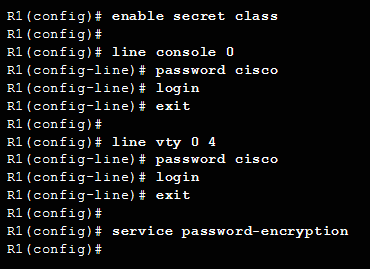 R1(config)# enable secret class
R1(config)#
R1(config)# line console 0
R1(config-line)# password cisco
R1(config-line)# login
R1(config-line)# exit
R1(config)#
R1(config)# line vty 0 4
R1(config-line)# password cisco
R1(config-line)# login
R1(config-line)# exit
R1(config)#
R1(config)# service password-encryption
R1(config)#